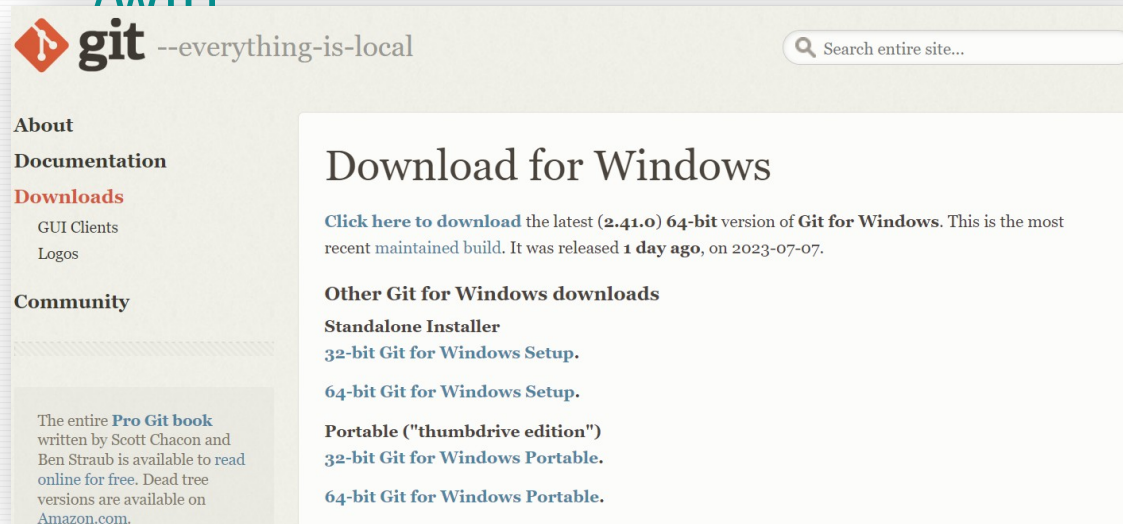 git --everything-is-local
Search entire site...
About
Documentation
Downloads
GUI Clients
Logos
Community
The entire Pro Git book
written by Scott Chacon and
Ben Straub is available to read
online for free. Dead tree
versions are available on
Amazon.com.
Download for Windows
Click here to download the latest (2.41.0) 64-bit version of Git for Windows. This is the most
recent maintained build. It was released 1 day ago, on 2023-07-07.
Other Git for Windows downloads
Standalone Installer
32-bit Git for Windows Setup.
64-bit Git for Windows Setup.
Portable ("thumbdrive edition")
32-bit Git for Windows Portable.
64-bit Git for Windows Portable.